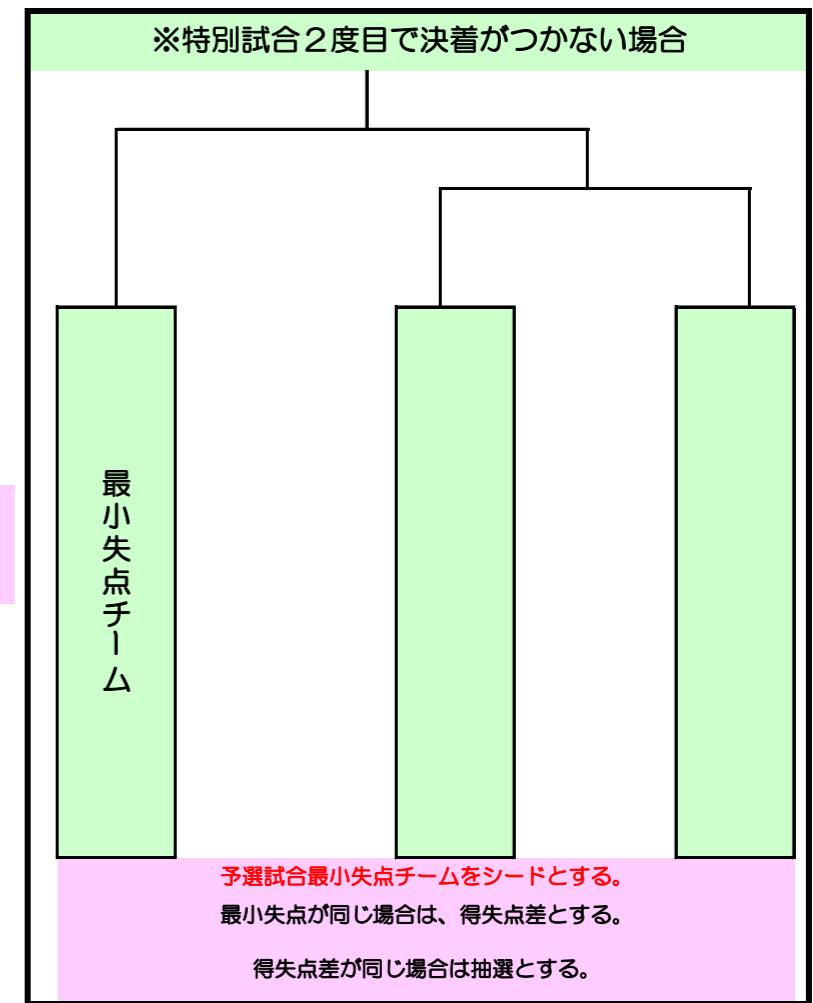 ※特別試合２度目で決着がつかない場合
最小失点チーム
予選試合最小失点チームをシードとする。
最小失点が同じ場合は、得失点差とする。
得失点差が同じ場合は抽選とする。